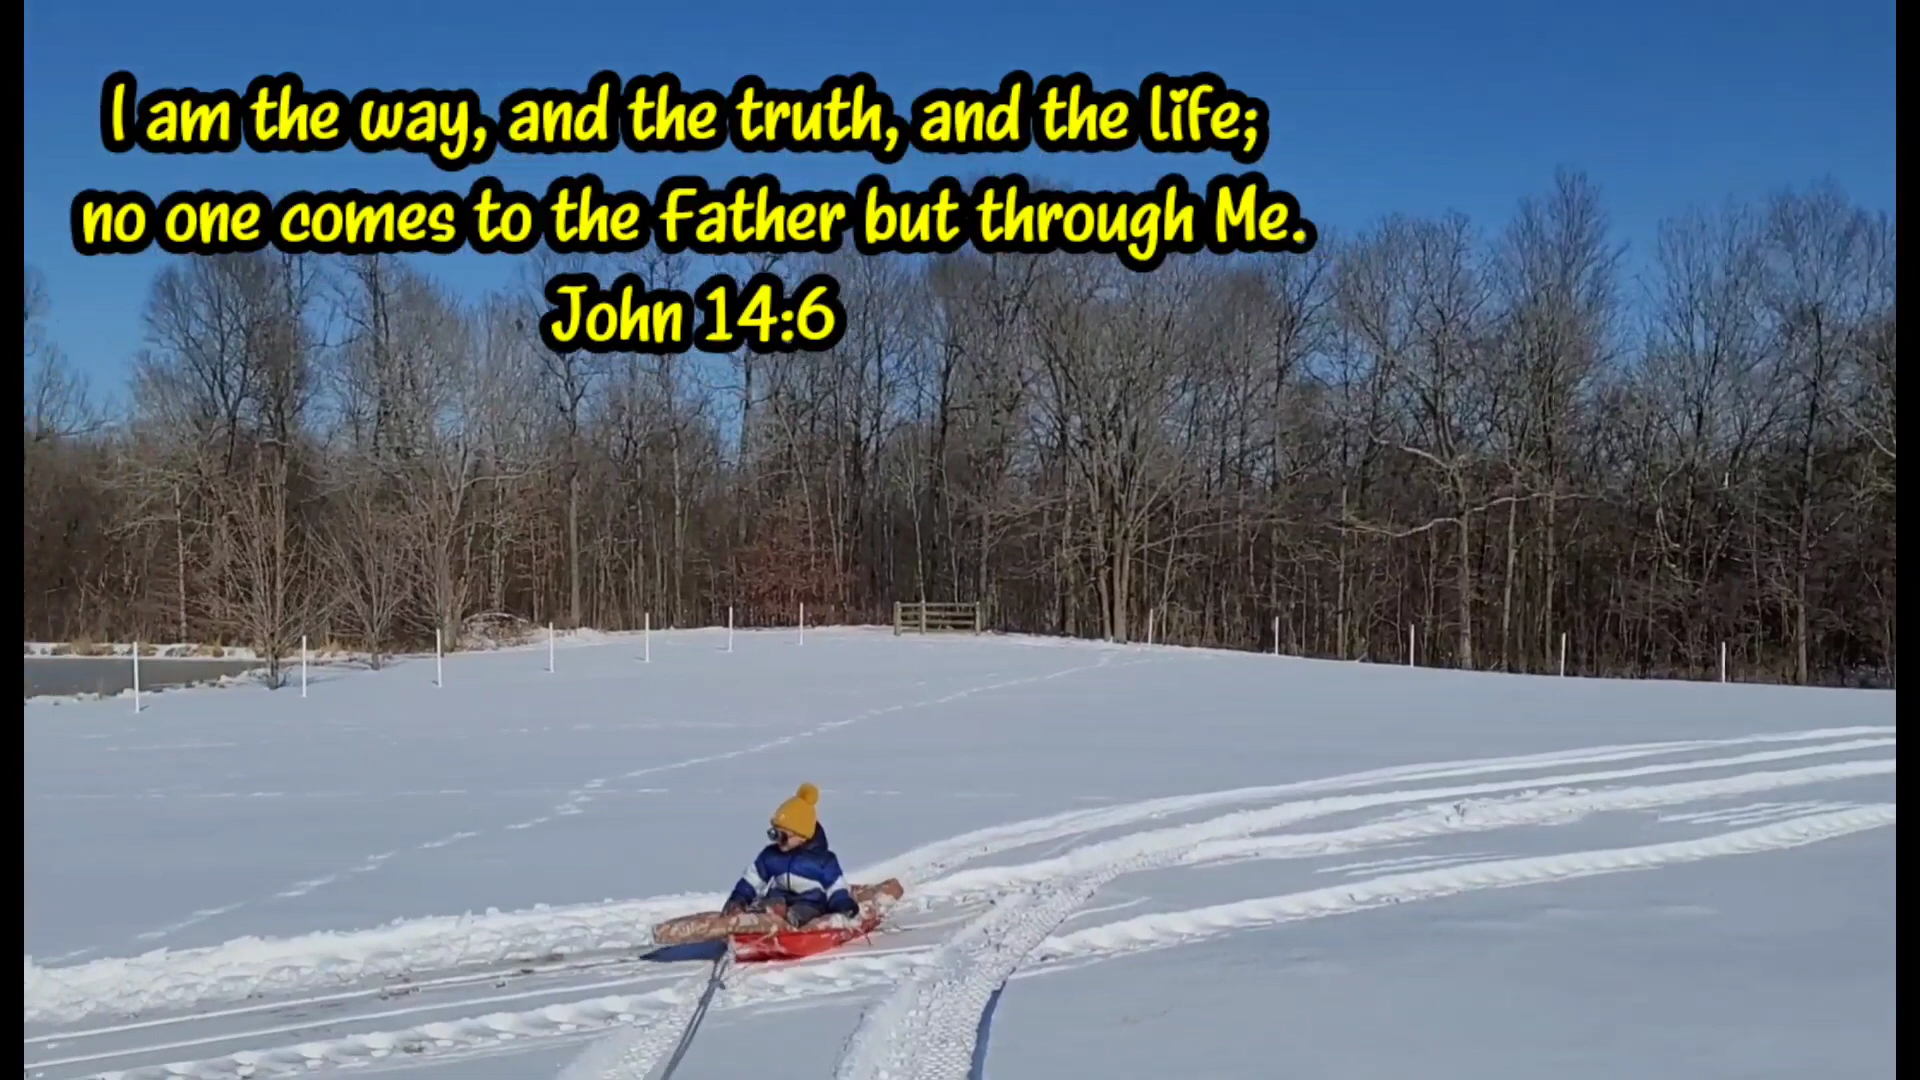 I am the way, and the truth, and the life;
no one comes to the Father but through Me.
John 14:6